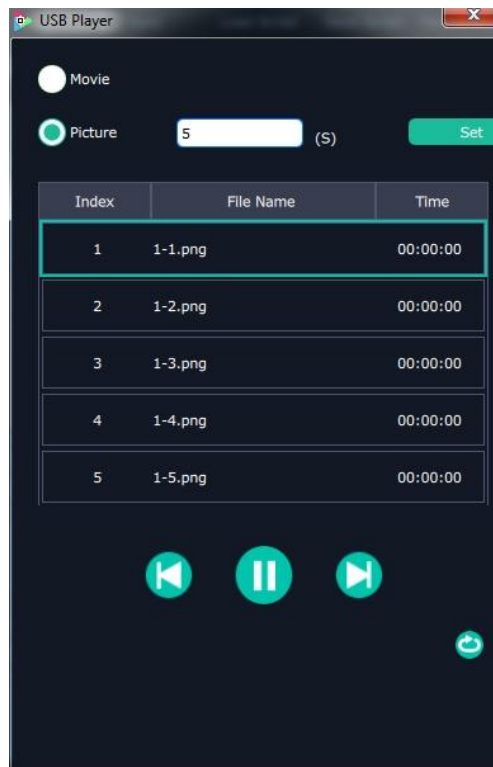 USB Player
Movie
Picture 5 (S) Set
Index File Name Time
1 1-1.png 00:00:00
2 1-2.png 00:00:00
3 1-3.png 00:00:00
4 1-4.png 00:00:00
5 1-5.png 00:00:00